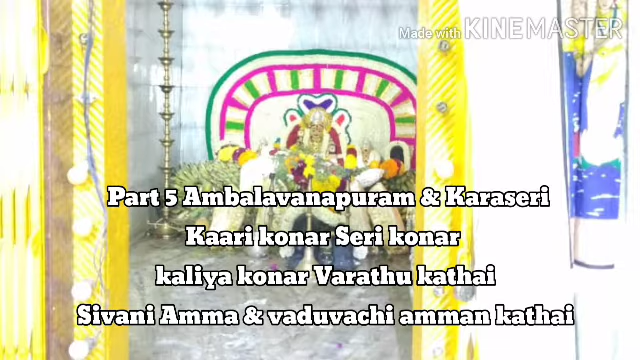 Made with KINEMASTER
Part 5 Ambalavanapuram & Karaseri
Kaari konar Seri konar
kaliya konar Varathu kathai
Sivani Amma & vaduvachi amman kathai